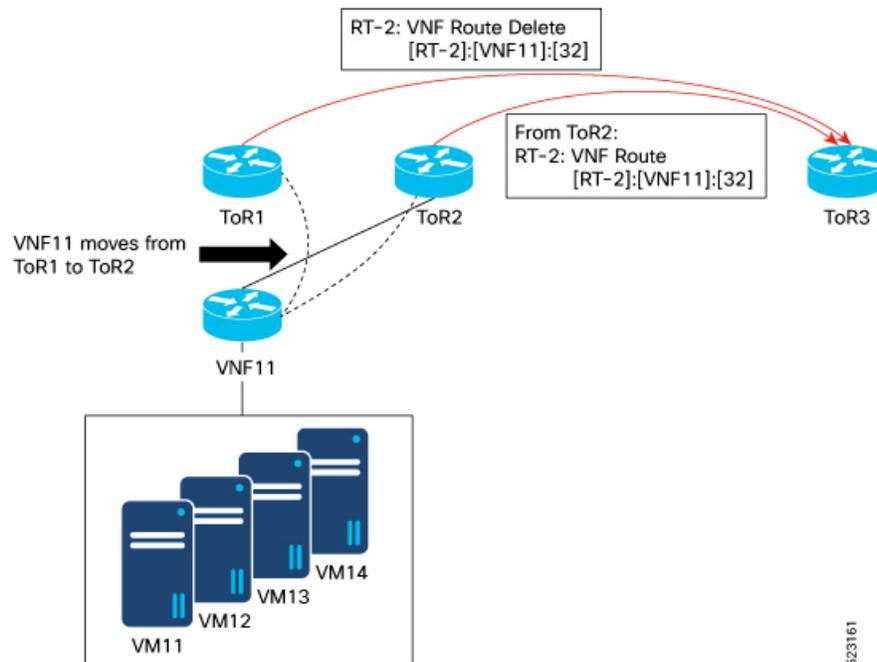 RT-2: VNF Route Delete
[RT-2]:[VNF11]:[32]
From ToR2:
RT-2: VNF Route
[RT-2]:[VNF11]:[32]
ToR1
ToR2
ToR3
VNF11 moves from
ToR1 to ToR2
VNF11
VM14
VM13
VM12
VM11
523161